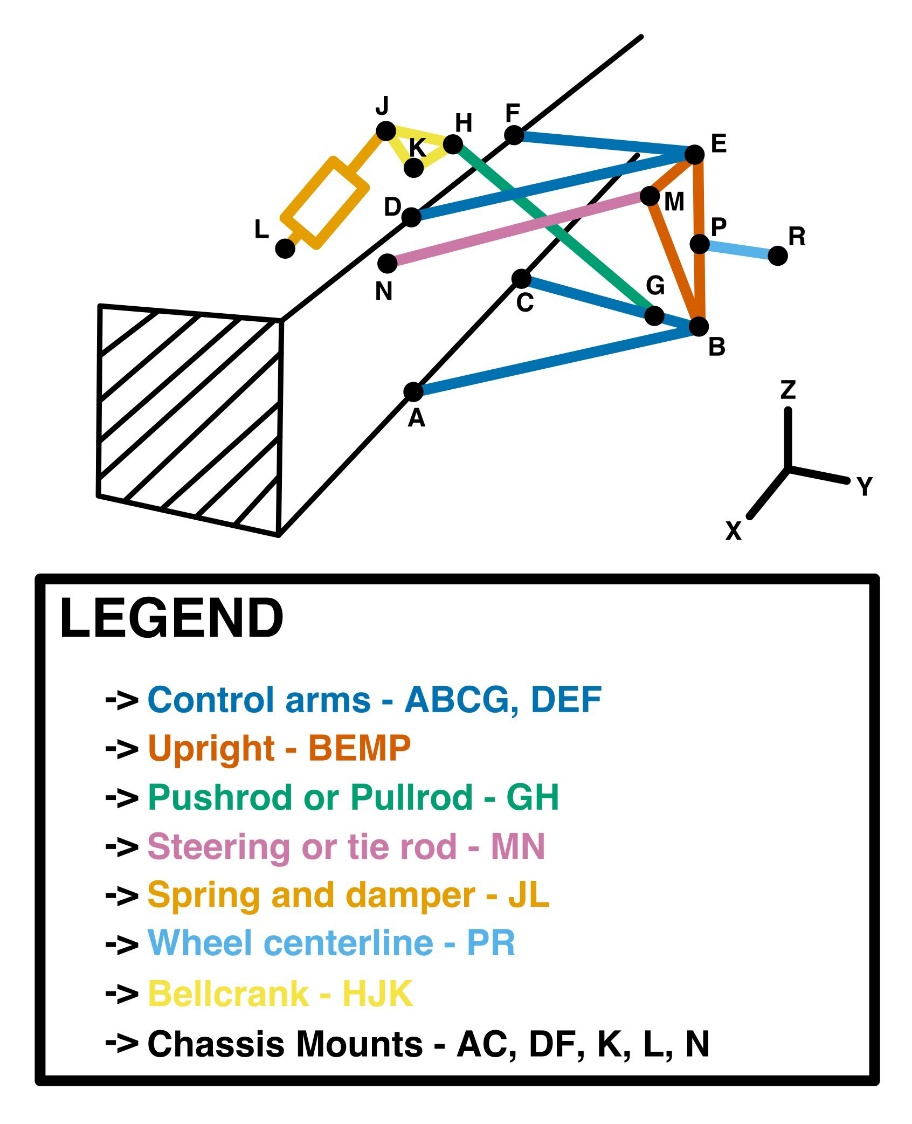 J
H
F
K
E
D
M
L
P
R
N
C
G
B
A
Z
Y
X
LEGEND
-> Control arms - ABCG, DEF
-> Upright - BEMP
-> Pushrod or Pullrod - GH
-> Steering or tie rod - MN
-> Spring and damper - JL
-> Wheel centerline - PR
-> Bellcrank - HJK
-> Chassis Mounts - AC, DF, K, L, N